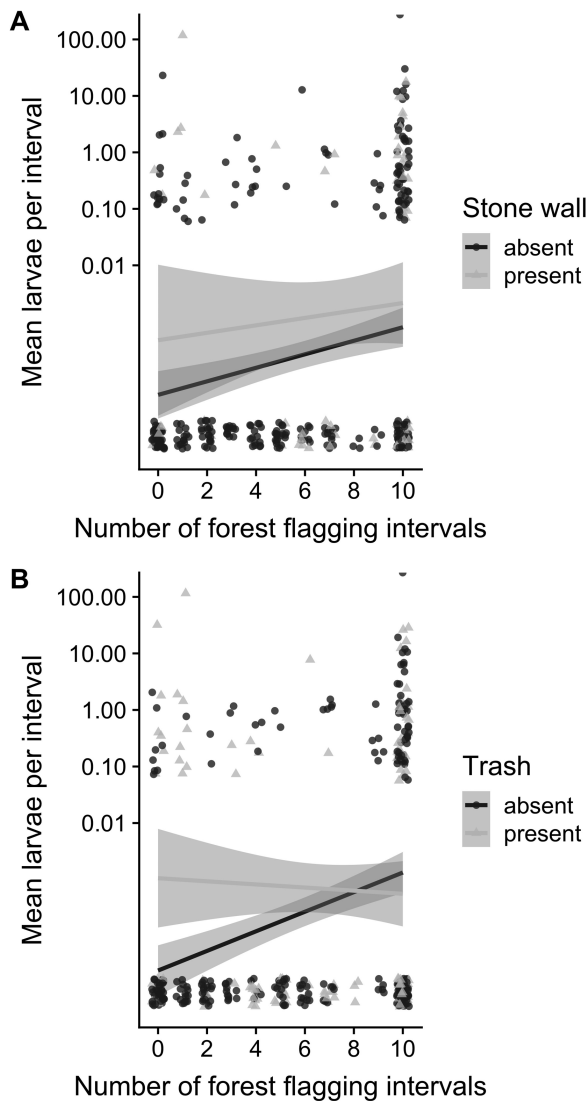 A
100.00
10.00
1.00
0.10
0.01
Mean larvae per interval
0 2 4 6 8 10
Number of forest flagging intervals
Stone wall
absent
present
B
100.00
10.00
1.00
0.10
0.01
Mean larvae per interval
0 2 4 6 8 10
Number of forest flagging intervals
Trash
absent
present